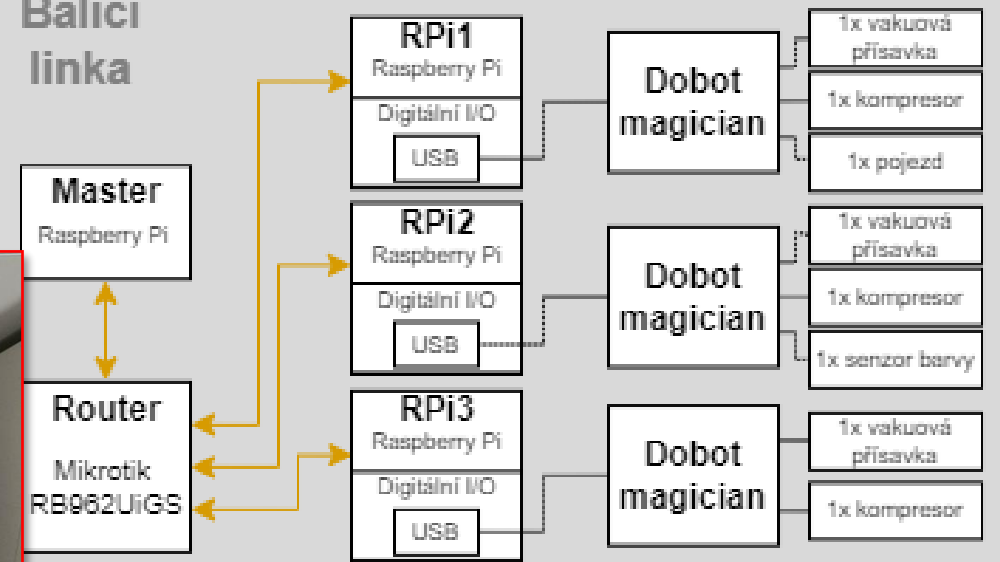 Balicí
linka
Master
Raspberry Pi
Router
Mikrotik
RB962UiGS
RPi1
Raspberry Pi
Digitální I/O
USB
Dobot
magician
1x vakuová
přísavka
1x kompresor
1x pojezd
RPi2
Raspberry Pi
Digitální I/O
USB
Dobot
magician
1x vakuová
přísavka
1x kompresor
1x senzor barvy
RPi3
Raspberry Pi
Digitální I/O
USB
Dobot
magician
1x vakuová
přísavka
1x kompresor